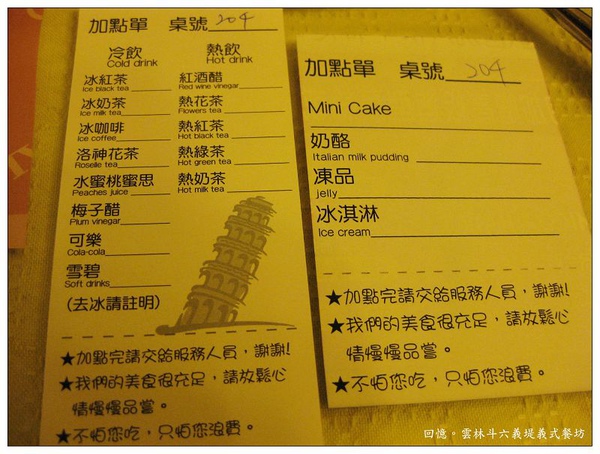 加點單 桌號 204
冷飲 熱飲
Cold drink Hot drink
冰紅茶 紅酒醋
Ice black tea Red wine vinegar
冰奶茶 熱花茶
Ice milk tea Flowers tea
冰咖啡 熱紅茶
Ice coffee Hot black tea
洛神花茶 熱綠茶
Roselle tea Hot green tea
水蜜桃蜜思 熱奶茶
Peaches juice Hot milk tea
梅子醋
Plum vinegar
可樂
Cola-cola
雪碧
Soft drinks
(去冰請註明)
★加點完請交給服務人員,謝謝!
★我們的美食很充足,請放鬆心
情慢慢品嘗。
★不怕您吃,只怕您浪費。
加點單 桌號 204
Mini Cake
奶酪
Italian milk pudding
凍品
jelly
冰淇淋
Ice cream
★加點完請交給服務人員,謝謝!
★我們的美食很充足,請放鬆心
情慢慢品嘗。
★不怕您吃,只怕您浪費。
回憶。雲林斗六義堤義式餐坊